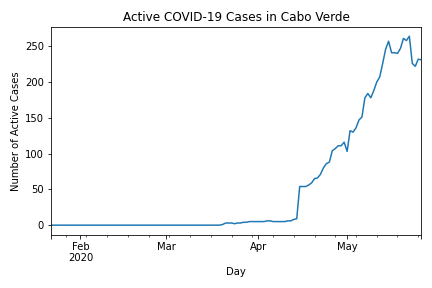 Active COVID-19 Cases in Cabo Verde
Number of Active Cases
250
200
150
100
50
0
Feb Mar Apr May
2020
Day